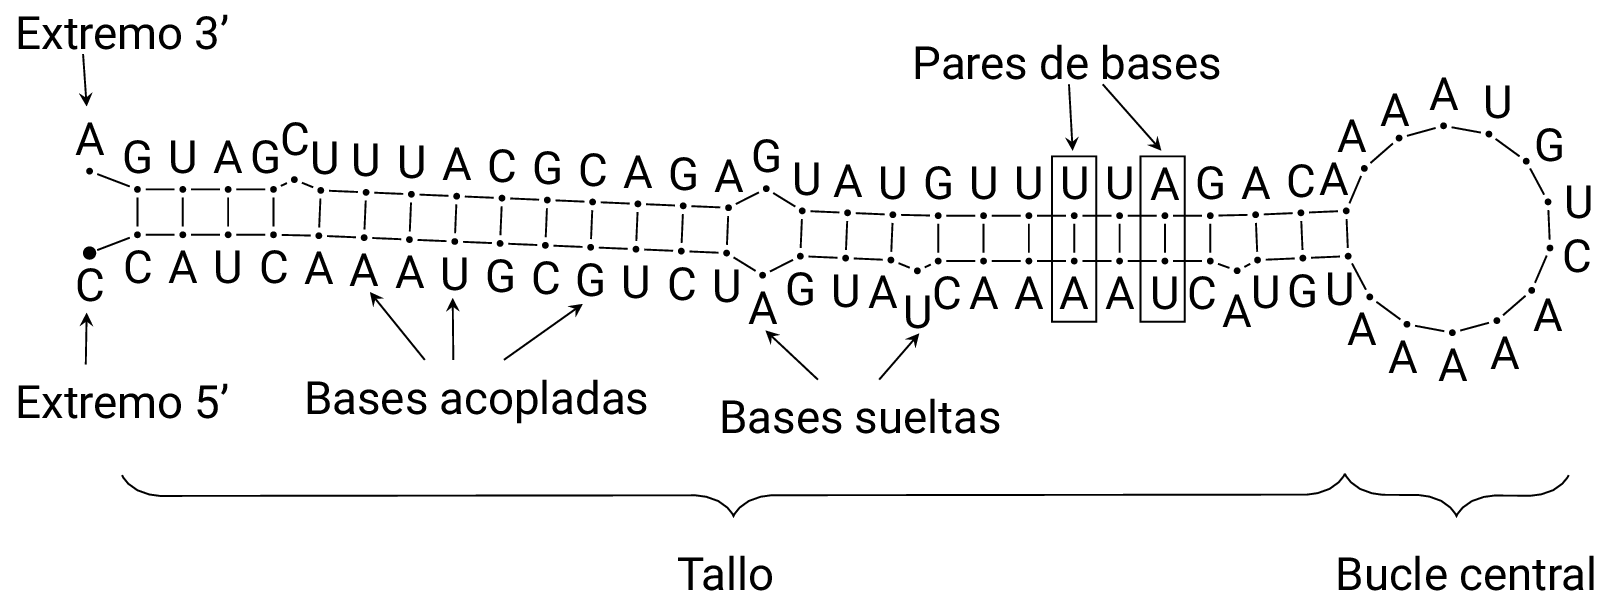 Extremo 3’
Pares de bases
A G U A G C U U U A C G C A G A G U A U G U U U U A G A C A A A A U G U C A A A A A
C C A U C A A A U G C G U C U A G U A U C A A A A U C A U G U
Extremo 5’
Bases acopladas
Bases sueltas
Tallo
Bucle central